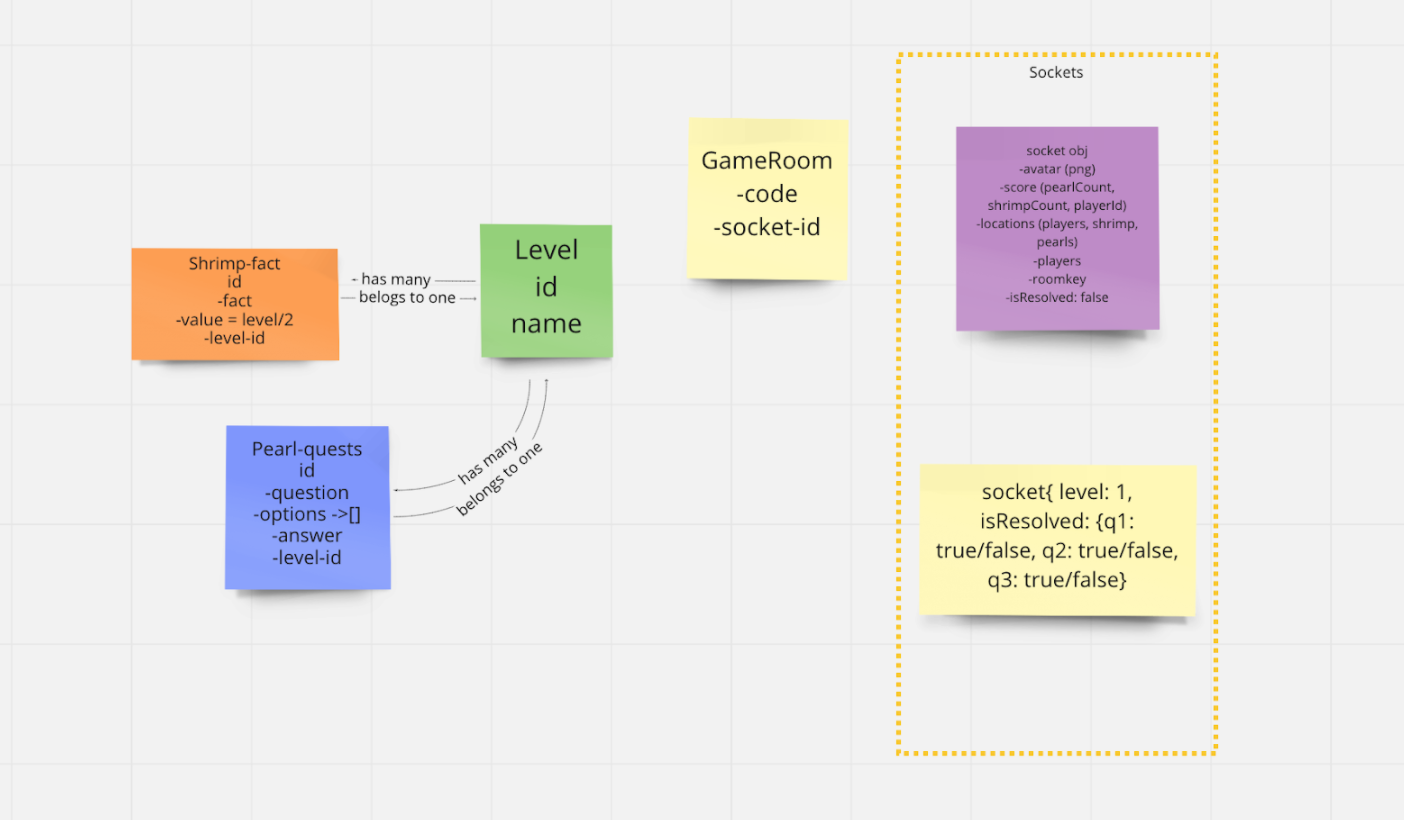 Sockets
GameRoom
-code
-socket-id
socket obj
-avatar (png)
-score (pearlCount,
shrimpCount, playerId)
-locations (players, shrimp,
pearls)
-players
-roomkey
-isResolved: false
Shrimp-fact
id
-fact
-value = level/2
-level-id
has many
belogs to one
Level
id
name
Pearl-quests
id
-question
-options ->[]
-answer
-level-id
has many
belongs to one
socket{ level: 1,
isResolved: {q1:
true/false, q2: true/false,
q3: true/false}